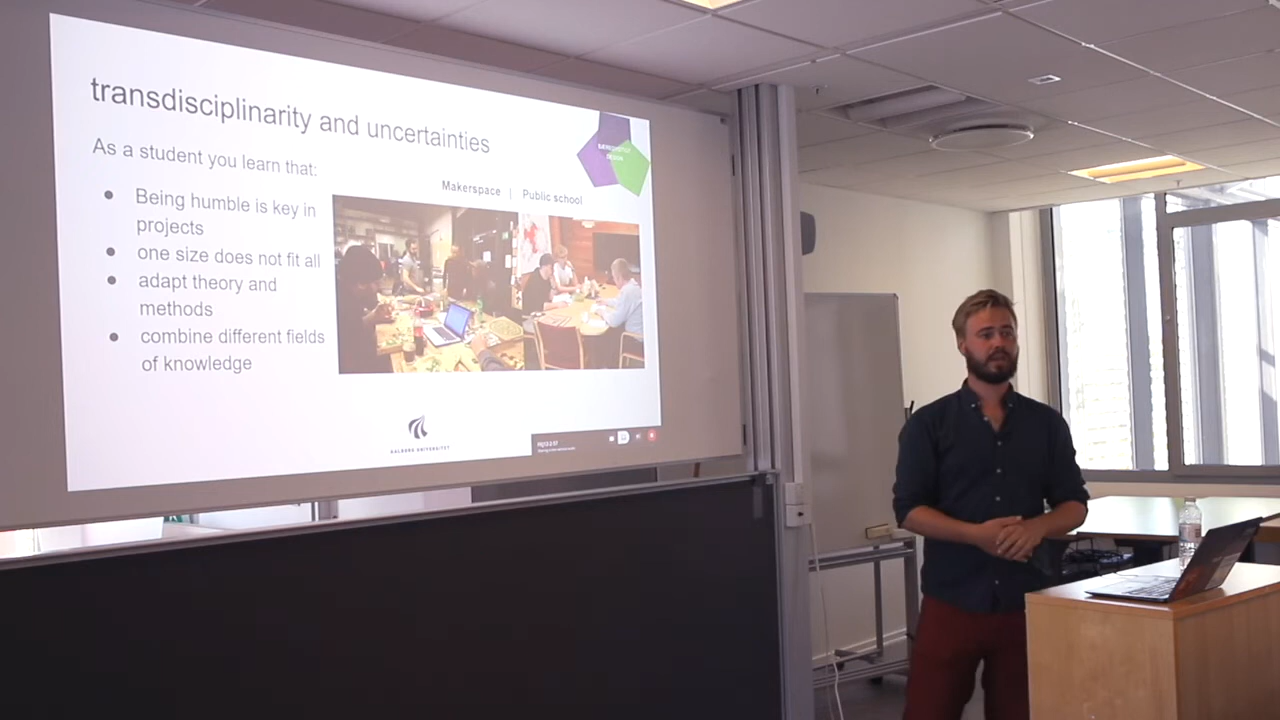 transdisciplinarity and uncertainties
As a student you learn that:
Makerspace | Public school
● Being humble is key in
projects
● one size does not fit all
● adapt theory and
methods
● combine different fields
of knowledge
AALBORG UNIVERSITET